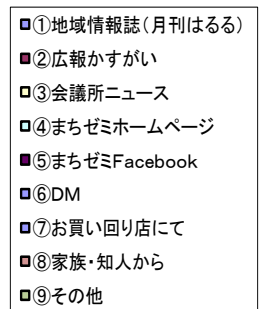 ①地域情報誌（月刊はるる）
②広報かすがい
③会議所ニュース
④まちゼミホームページ
⑤まちゼミFacebook
⑥DM
⑦お買い回り店にて
⑧家族・知人から
⑨その他